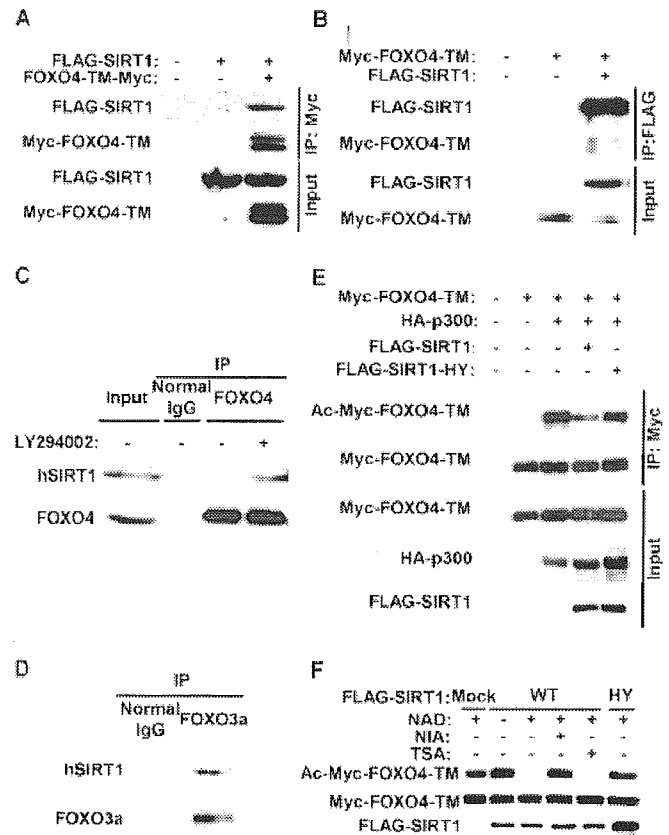 A
FLAG-SIRT1: - + +
FOXO4-TM-Myc: - - +
FLAG-SIRT1
Myc-FOXO4-TM
IP: Myc
FLAG-SIRT1
Myc-FOXO4-TM
Input
B
Myc-FOXO4-TM: - + +
FLAG-SIRT1: - - +
FLAG-SIRT1
Myc-FOXO4-TM
IP:FLAG
FLAG-SIRT1
Myc-FOXO4-TM
Input
C
IP
Input Normal IgG FOXO4
LY294002: - - - +
hSIRT1
FOXO4
D
IP
Normal IgG FOXO3a
hSIRT1
FOXO3a
E
Myc-FOXO4-TM: - + + + +
HA-p300: - - + + +
FLAG-SIRT1: - - - + -
FLAG-SIRT1-HY: - - - - +
Ac-Myc-FOXO4-TM
Myc-FOXO4-TM
IP: Myc
Myc-FOXO4-TM
HA-p300
FLAG-SIRT1
Input
F
FLAG-SIRT1: Mock WT HY
NAD: + - + + + +
NIA: - - - + - -
TSA: - - - - + -
Ac-Myc-FOXO4-TM
Myc-FOXO4-TM
FLAG-SIRT1